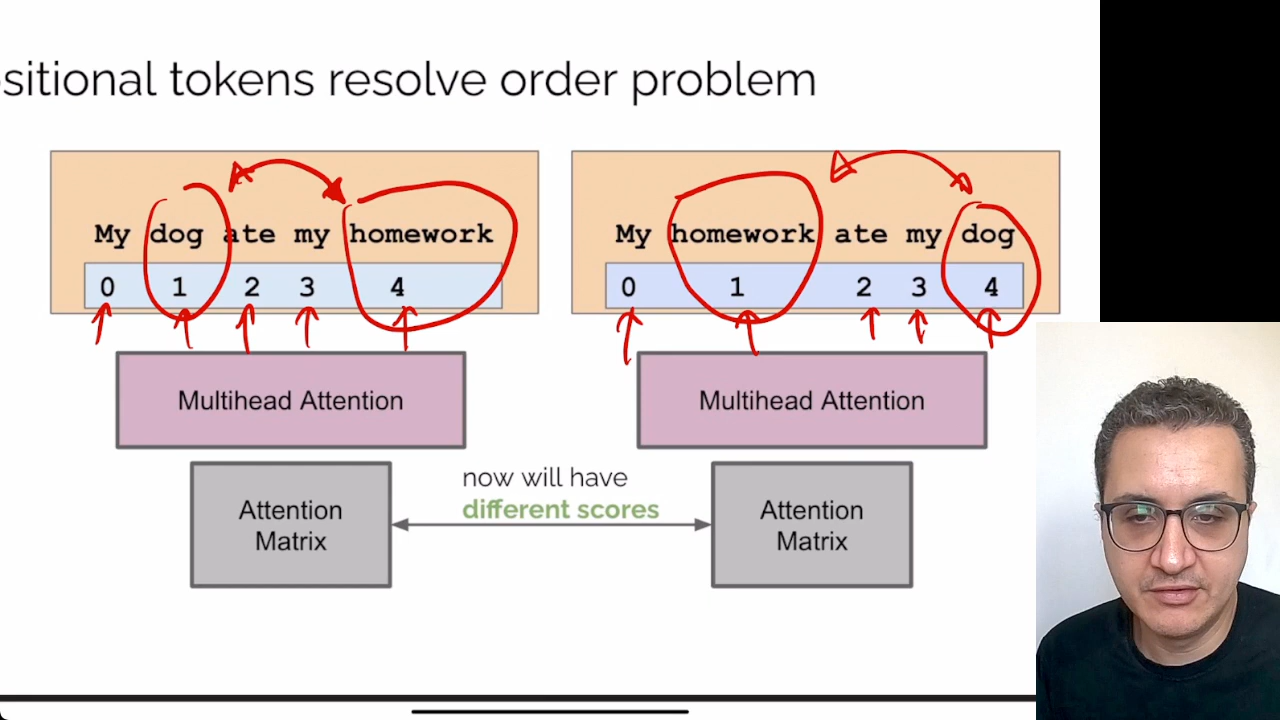 sitional tokens resolve order problem
My dog ate my homework
0 1 2 3 4
Multihead Attention
Attention
Matrix
now will have
different scores
My homework ate my dog
0 1 2 3 4
Multihead Attention
Attention
Matrix